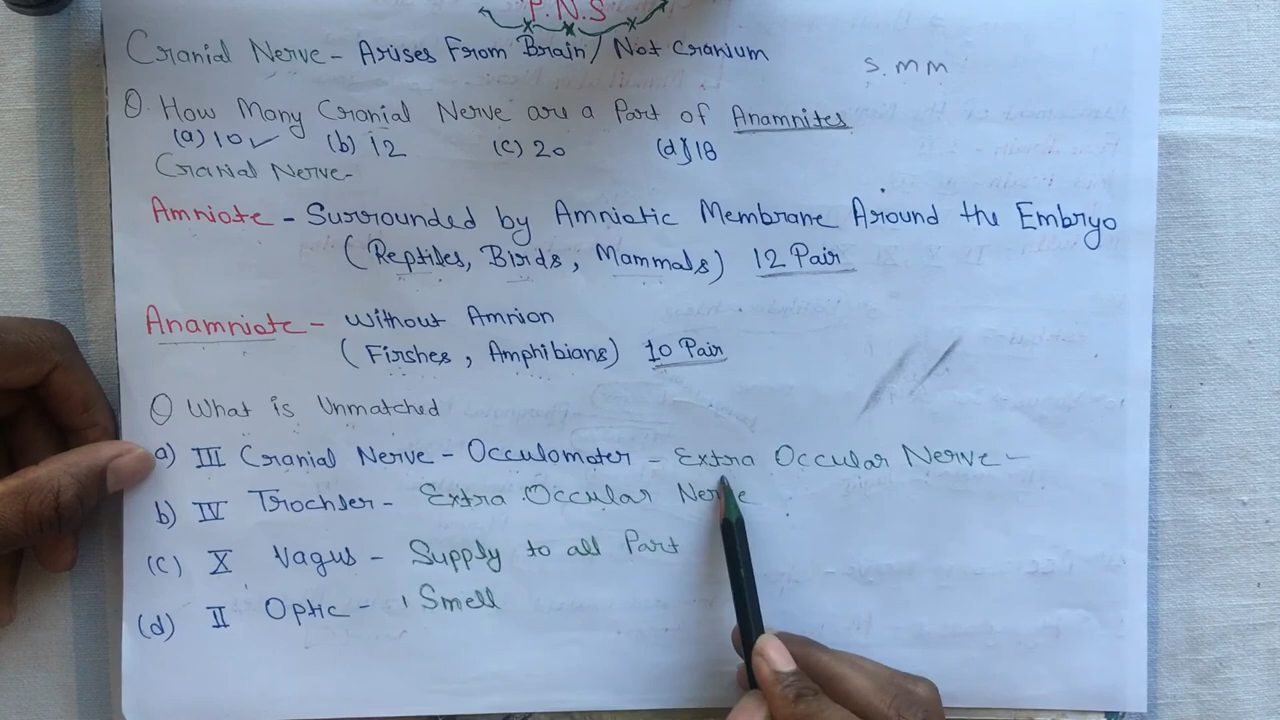 P.N.S
Cranial Nerve - Arises From Brain / Not Cranium
S. M M
Q. How Many Cranial Nerve are a Part of Anamnites
(a) 10 ✓ (b) 12 (c) 20 (d) 18
Cranial Nerve-
Amniote - Surrounded by Amniotic Membrane Around the Embryo
(Reptiles, Birds, Mammals) 12 Pair
Anamniote - Without Amnion
(Firshes, Amphibians) 10 Pair
Q What is Unmatched
a) III Cranial Nerve - Occulomoter - Extra Occular Nerve -
b) IV Trochler - Extra Occular Nerve
(C) X Vagus - Supply to all Part
(d) II Optic - Smell